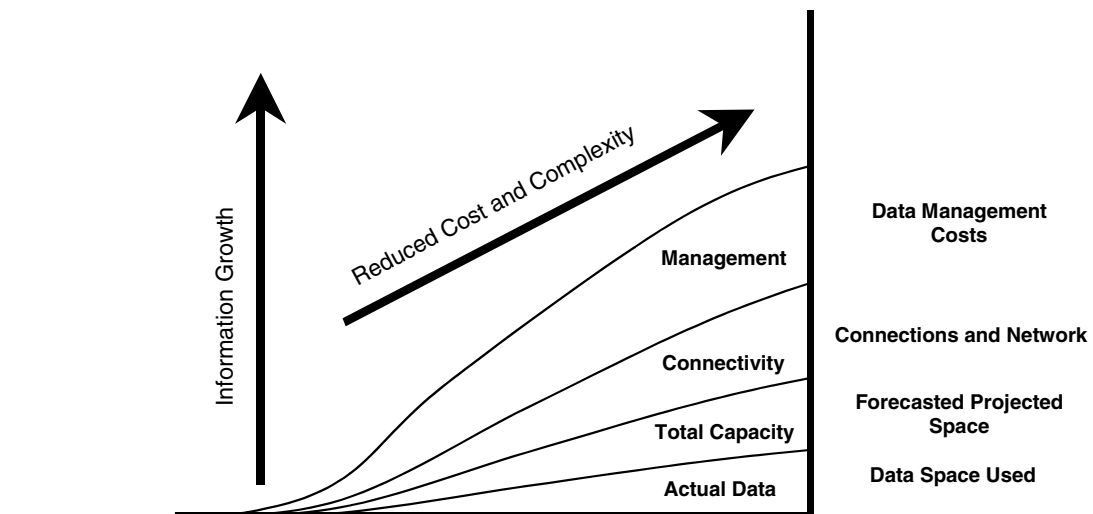 Information Growth
Reduced Cost and Complexity
Management
Connectivity
Total Capacity
Actual Data
Data Management
Costs
Connections and Network
Forecasted Projected
Space
Data Space Used